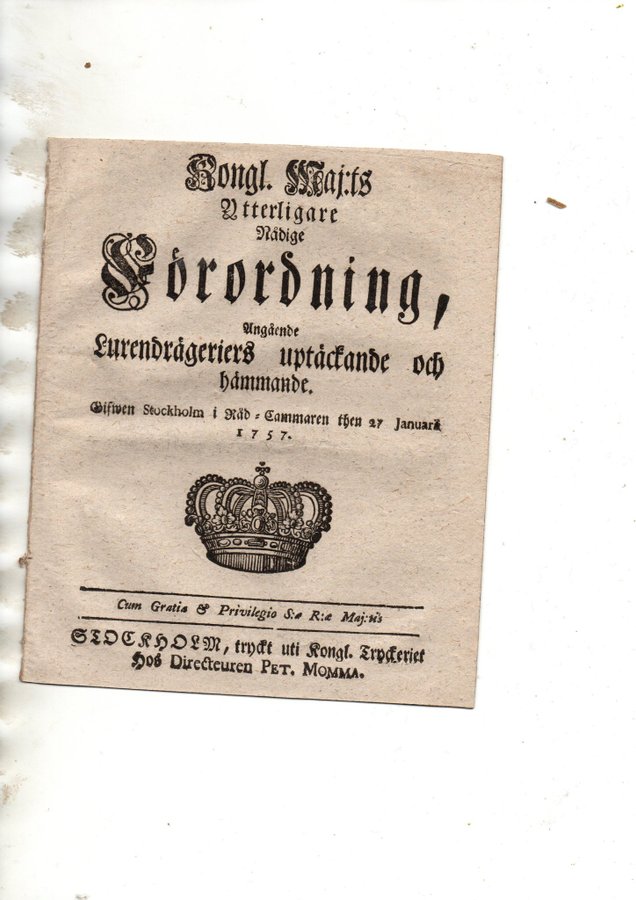 Kongl. Maj:ts
Ytterligare
Nådige
Förordning,
Angående
Lurendrägeriers uptäckande och
hämmande.
Gifwen Stockholm i Råd-Cammaren then 27 Januarii
1757.
Cum Gratia & Privilegio S:æ R:æ Maj:tis
STOCKHOLM, tryckt uti Kongl. Tryckeriet
Hos Directeuren PET. MOMMA.